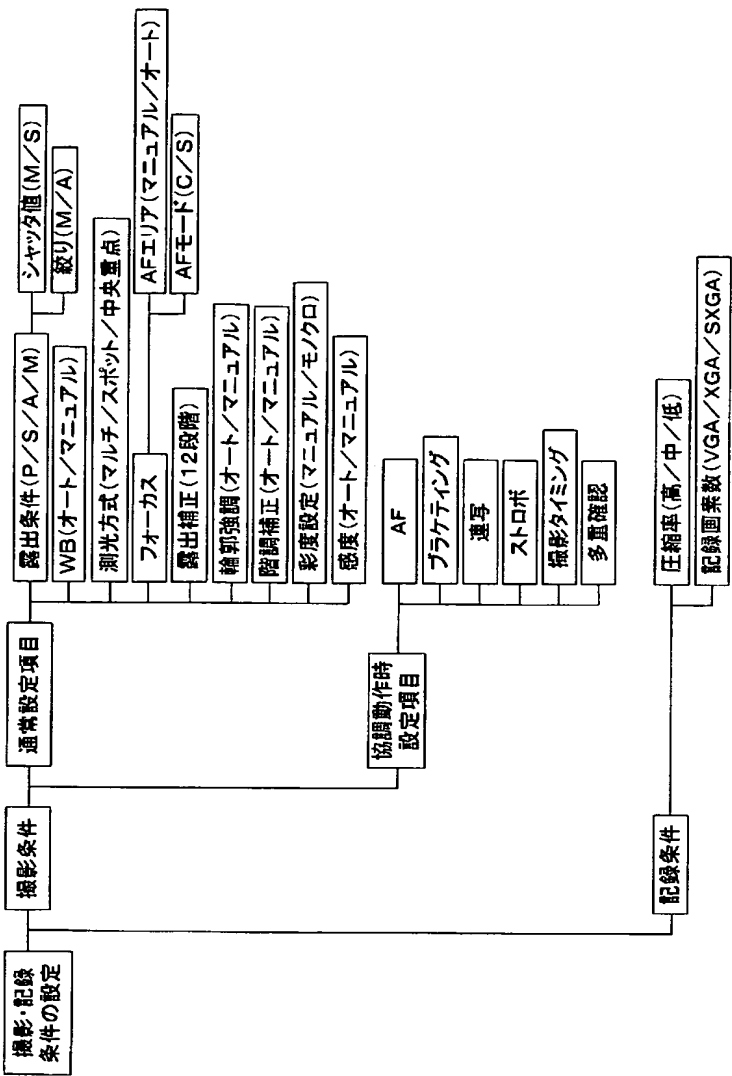 撮影・記録
条件の設定
撮影条件
通常設定項目
露出条件(P/S/A/M)
シャッタ値(M/S)
絞り(M/A)
WB(オート/マニュアル)
測光方式(マルチ/スポット/中央重点)
フォーカス
AFエリア(マニュアル/オート)
AFモード(C/S)
露出補正(12段階)
輪郭強調(オート/マニュアル)
階調補正(オート/マニュアル)
彩度設定(マニュアル/モノクロ)
感度(オート/マニュアル)
協調動作時
設定項目
AF
ブラケティング
連写
ストロボ
撮影タイミング
多重確認
記録条件
圧縮率(高/中/低)
記録画素数(VGA/XGA/SXGA)